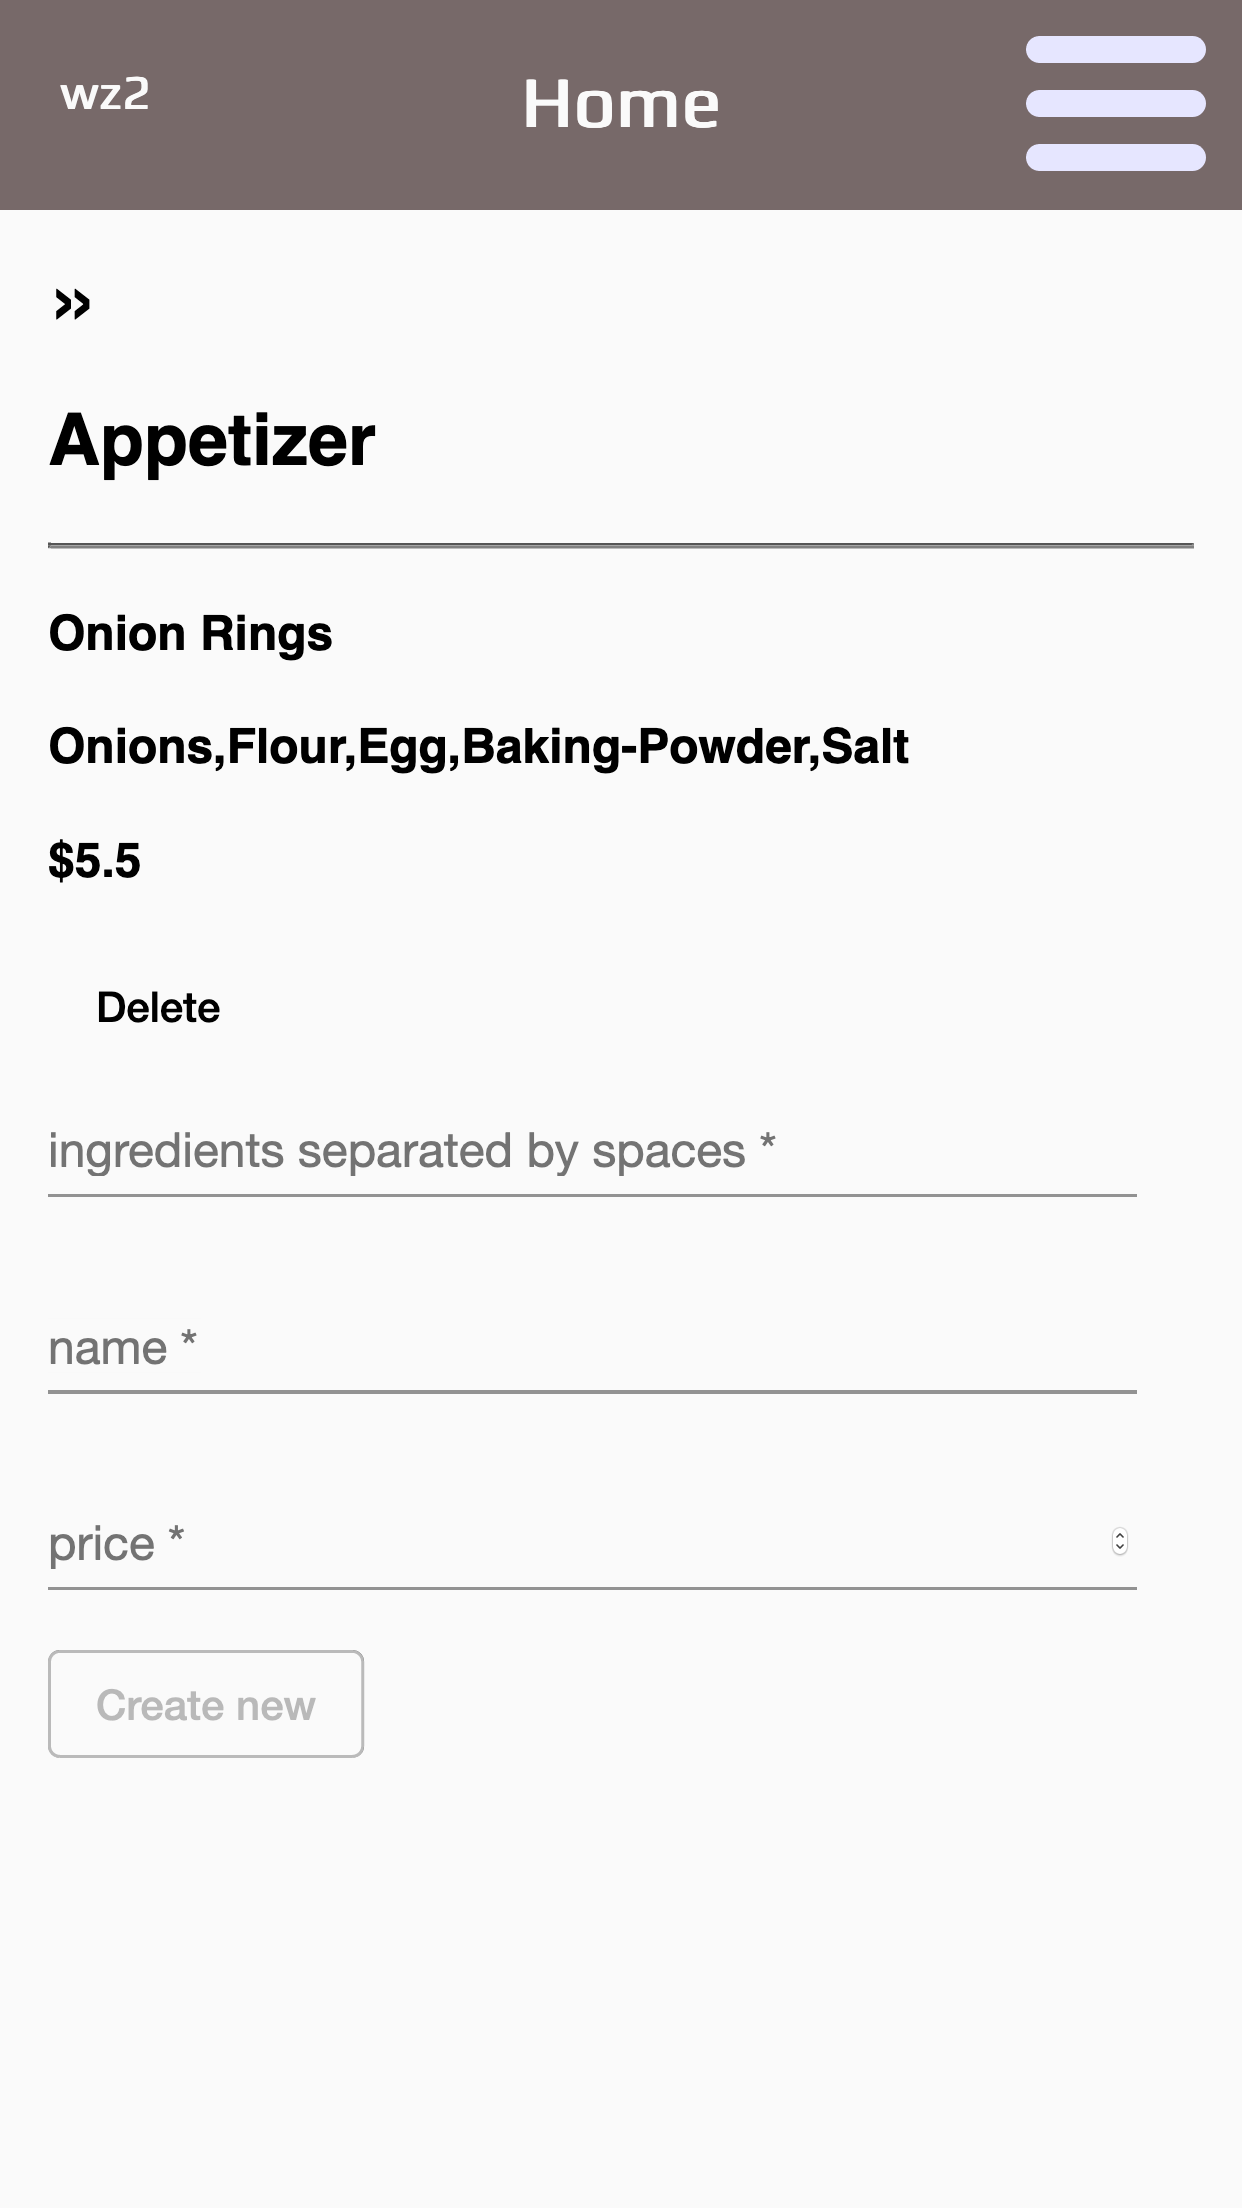 wz2
Home
»
Appetizer
Onion Rings
Onions,Flour,Egg,Baking-Powder,Salt
$5.5
Delete
ingredients separated by spaces *
name *
price *
Create new